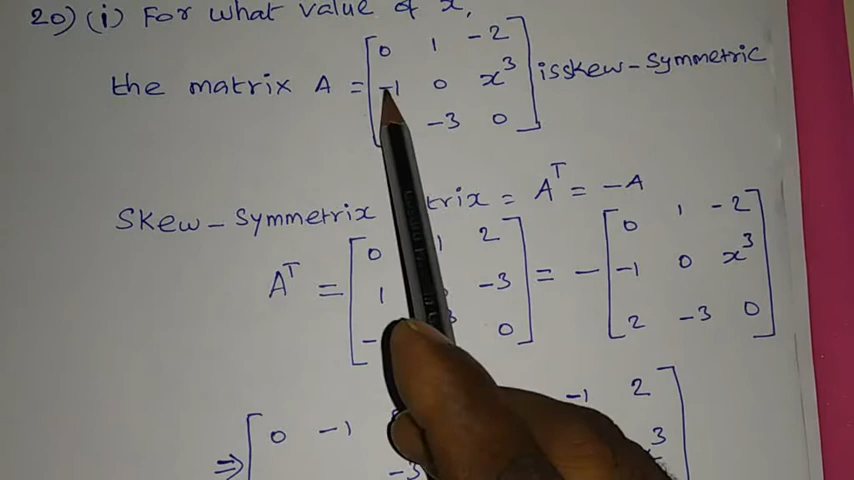 20) (i) For what value of x,
0 1 -2
the matrix A = -1 0 x³ is skew-symmetric
-3 0
Skew-Symmetrix trix = Aᵀ = -A
0 1 2 0 1 -2
Aᵀ = 1 -3 = - -1 0 x³
- 3 0 2 -3 0
⇒ 0 -1 -1 2
-3 3